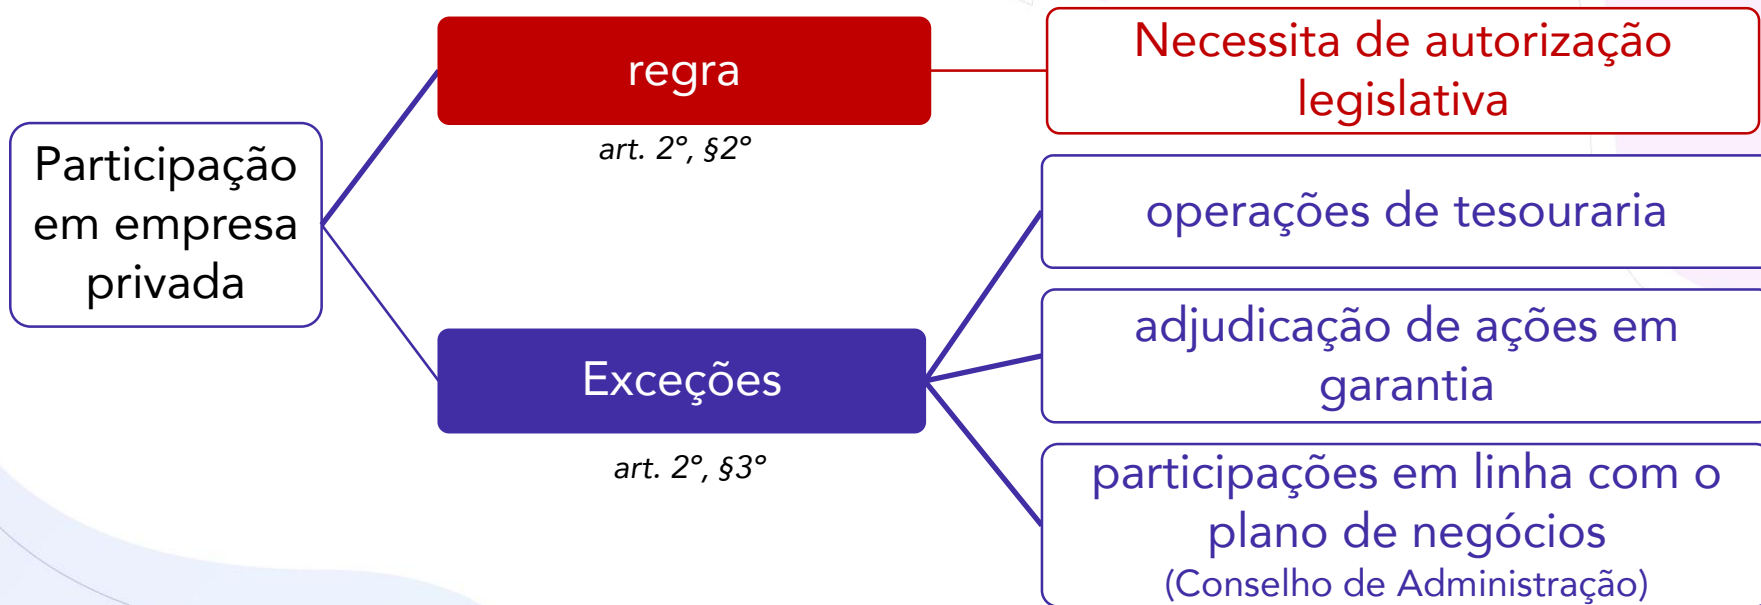 Participação
em empresa
privada
regra
art. 2º, §2º
Necessita de autorização
legislativa
Exceções
art. 2º, §3º
operações de tesouraria
adjudicação de ações em
garantia
participações em linha com o
plano de negócios
(Conselho de Administração)